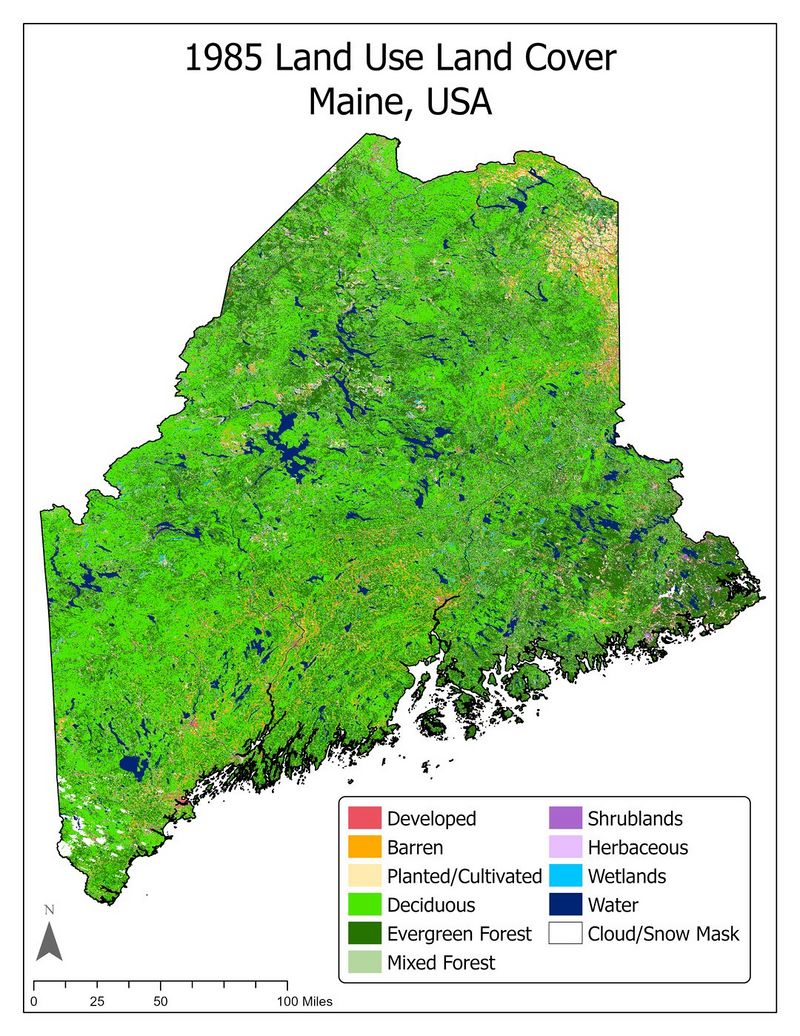 1985 Land Use Land Cover
Maine, USA
Developed
Barren
Planted/Cultivated
Deciduous
Evergreen Forest
Mixed Forest
Shrublands
Herbaceous
Wetlands
Water
Cloud/Snow Mask
N
0 25 50 100 Miles